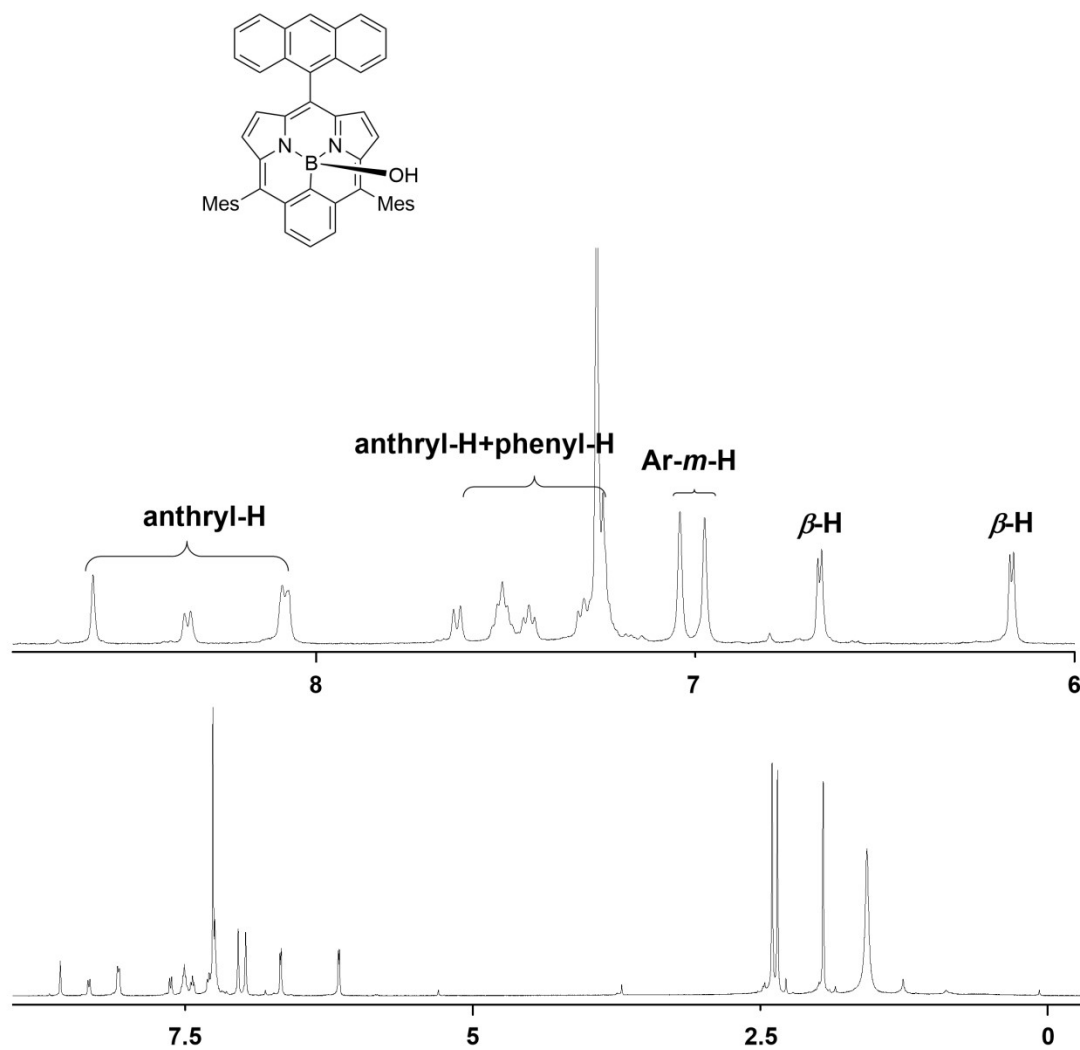 N
N
B
OH
Mes
Mes
anthryl-H+phenyl-H
Ar-m-H
anthryl-H
β-H
β-H
8
7
6
7.5
5
2.5
0